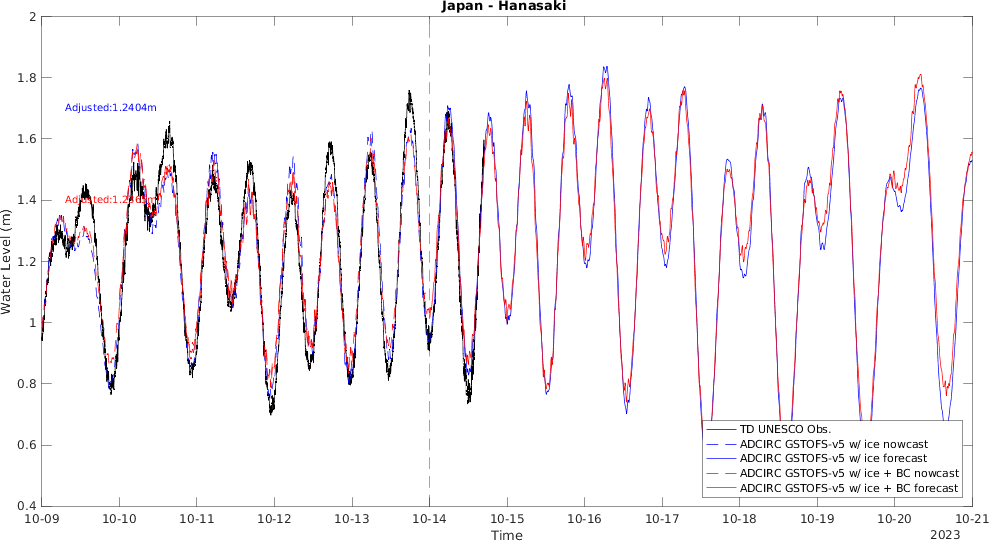 Japan - Hanasaki
Water Level (m)
2
1.8
1.6
1.4
1.2
1
0.8
0.6
0.4
Adjusted:1.2404m
TD UNESCO Obs.
ADCIRC GSTOFS-v5 w/ ice nowcast
ADCIRC GSTOFS-v5 w/ ice forecast
ADCIRC GSTOFS-v5 w/ ice + BC nowcast
ADCIRC GSTOFS-v5 w/ ice + BC forecast
10-09 10-10 10-11 10-12 10-13 10-14 10-15 10-16 10-17 10-18 10-19 10-20 10-21
Time
2023